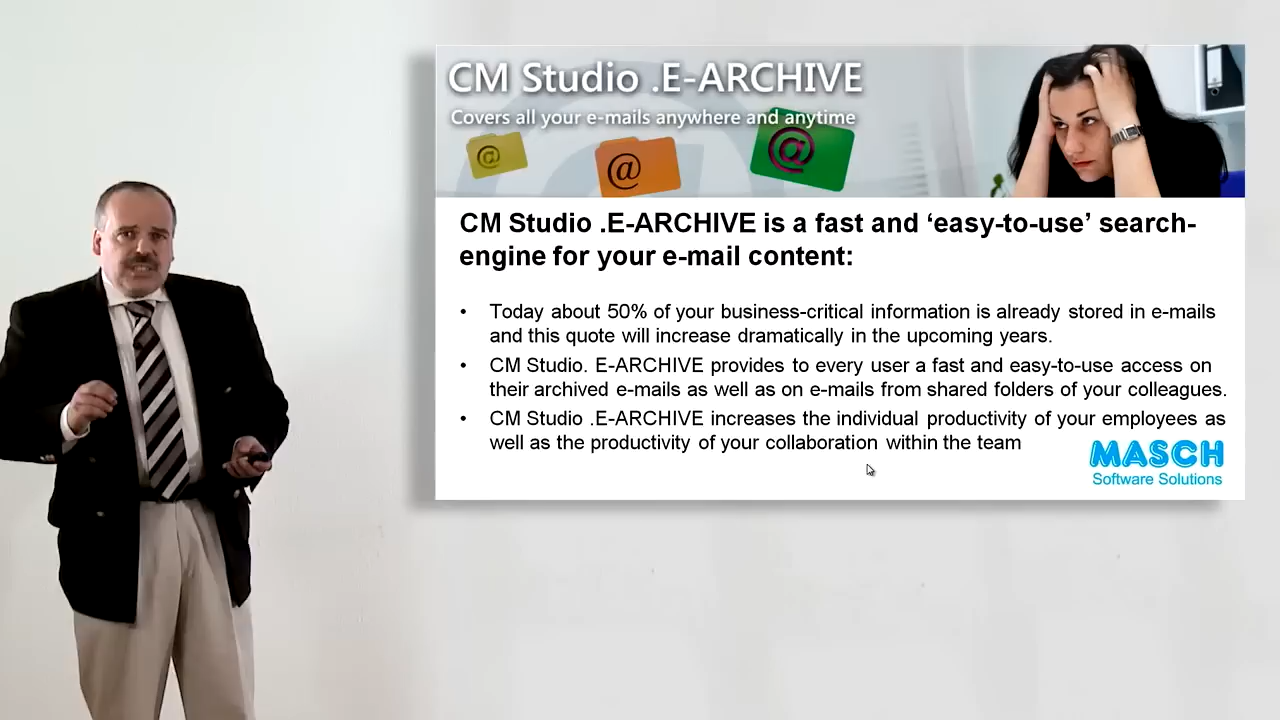 CM Studio .E-ARCHIVE
Covers all your e-mails anywhere and anytime
@
@
@
CM Studio .E-ARCHIVE is a fast and ‘easy-to-use’ search-
engine for your e-mail content:
• Today about 50% of your business-critical information is already stored in e-mails
and this quote will increase dramatically in the upcoming years.
• CM Studio. E-ARCHIVE provides to every user a fast and easy-to-use access on
their archived e-mails as well as on e-mails from shared folders of your colleagues.
• CM Studio .E-ARCHIVE increases the individual productivity of your employees as
well as the productivity of your collaboration within the team
MASCH
Software Solutions